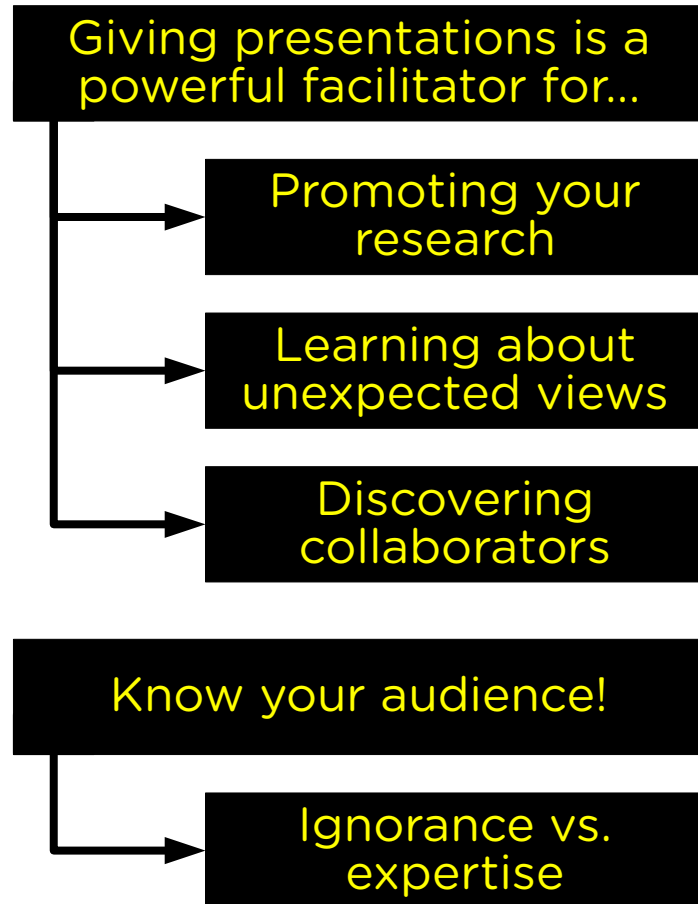 Giving presentations is a
powerful facilitator for...
Promoting your
research
Learning about
unexpected views
Discovering
collaborators
Know your audience!
Ignorance vs.
expertise